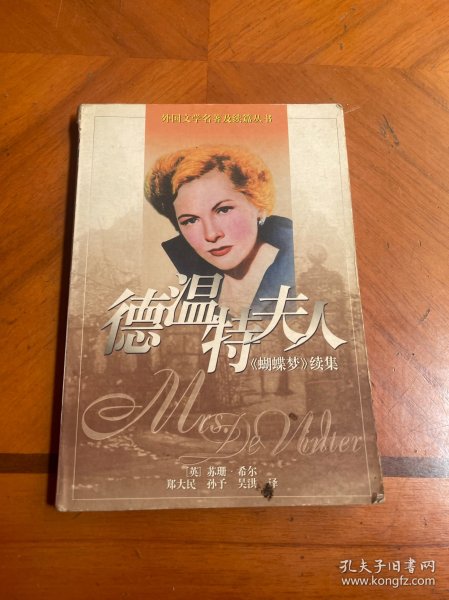 外国文学名著及续篇丛书
德温特夫人
《蝴蝶梦》续集
Mrs. De Winter
[英] 苏珊·希尔
郑大民 孙予 吴洪 译
孔夫子旧书网
www.kongfz.com